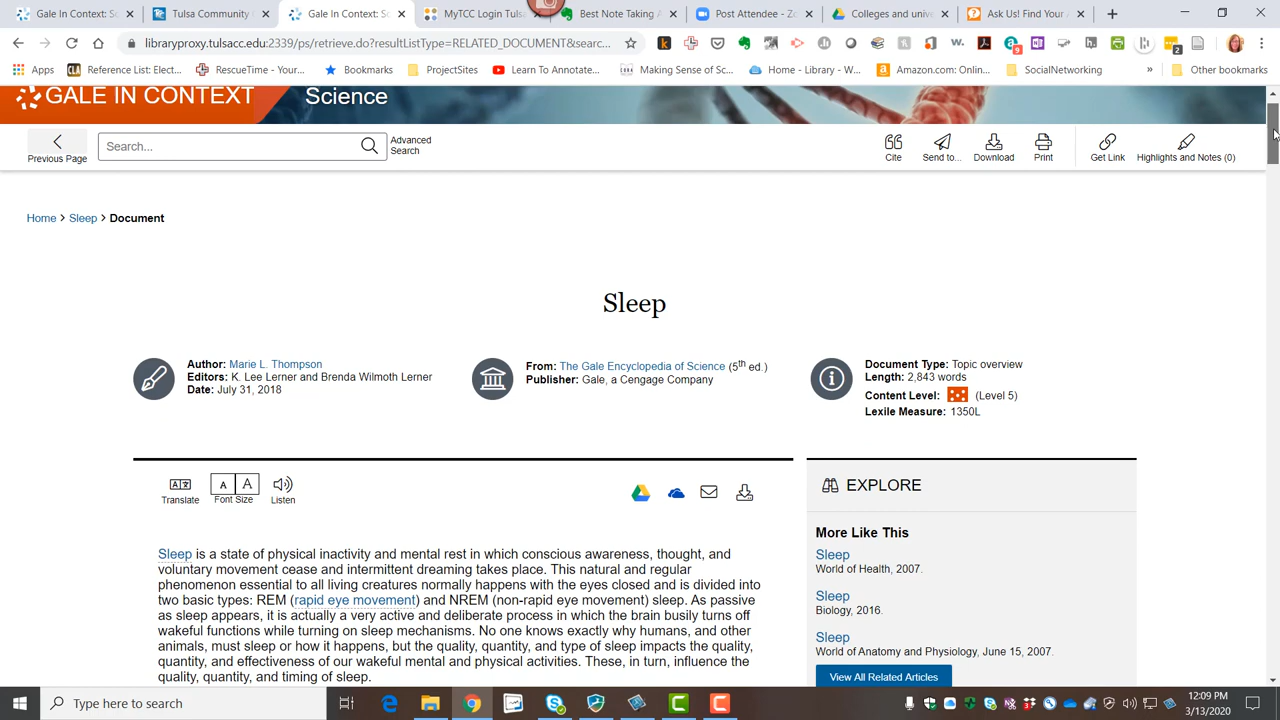 Gale In Context: Sc
Tulsa Community
Gale In Context: Sc
MyTCC Login Tulsa
Best Note Taking A
Post Attendee - Zo
Colleges and unive
Ask Us! Find Your A
libraryproxy.tulsacc.edu:2339/ps/retrieve.do?resultListType=RELATED_DOCUMENT&searc...
Apps
Reference List: Elect...
RescueTime - Your...
Bookmarks
ProjectSites
Learn To Annotate...
Making Sense of Sc...
Home - Library - W...
Amazon.com: Onlin...
SocialNetworking
»
Other bookmarks
GALE IN CONTEXT Science
Previous Page
Search...
Advanced
Search
Cite
Send to...
Download
Print
Get Link
Highlights and Notes (0)
Home > Sleep > Document
Sleep
Author: Marie L. Thompson
Editors: K. Lee Lerner and Brenda Wilmoth Lerner
Date: July 31, 2018
From: The Gale Encyclopedia of Science (5th ed.)
Publisher: Gale, a Cengage Company
Document Type: Topic overview
Length: 2,843 words
Content Level: (Level 5)
Lexile Measure: 1350L
Translate
A A
Font Size
Listen
Sleep is a state of physical inactivity and mental rest in which conscious awareness, thought, and
voluntary movement cease and intermittent dreaming takes place. This natural and regular
phenomenon essential to all living creatures normally happens with the eyes closed and is divided into
two basic types: REM (rapid eye movement) and NREM (non-rapid eye movement) sleep. As passive
as sleep appears, it is actually a very active and deliberate process in which the brain busily turns off
wakeful functions while turning on sleep mechanisms. No one knows exactly why humans, and other
animals, must sleep or how it happens, but the quality, quantity, and type of sleep impacts the quality,
quantity, and effectiveness of our wakeful mental and physical activities. These, in turn, influence the
quality, quantity, and timing of sleep.
EXPLORE
More Like This
Sleep
World of Health, 2007.
Sleep
Biology, 2016.
Sleep
World of Anatomy and Physiology, June 15, 2007.
View All Related Articles
Type here to search
12:09 PM
3/13/2020